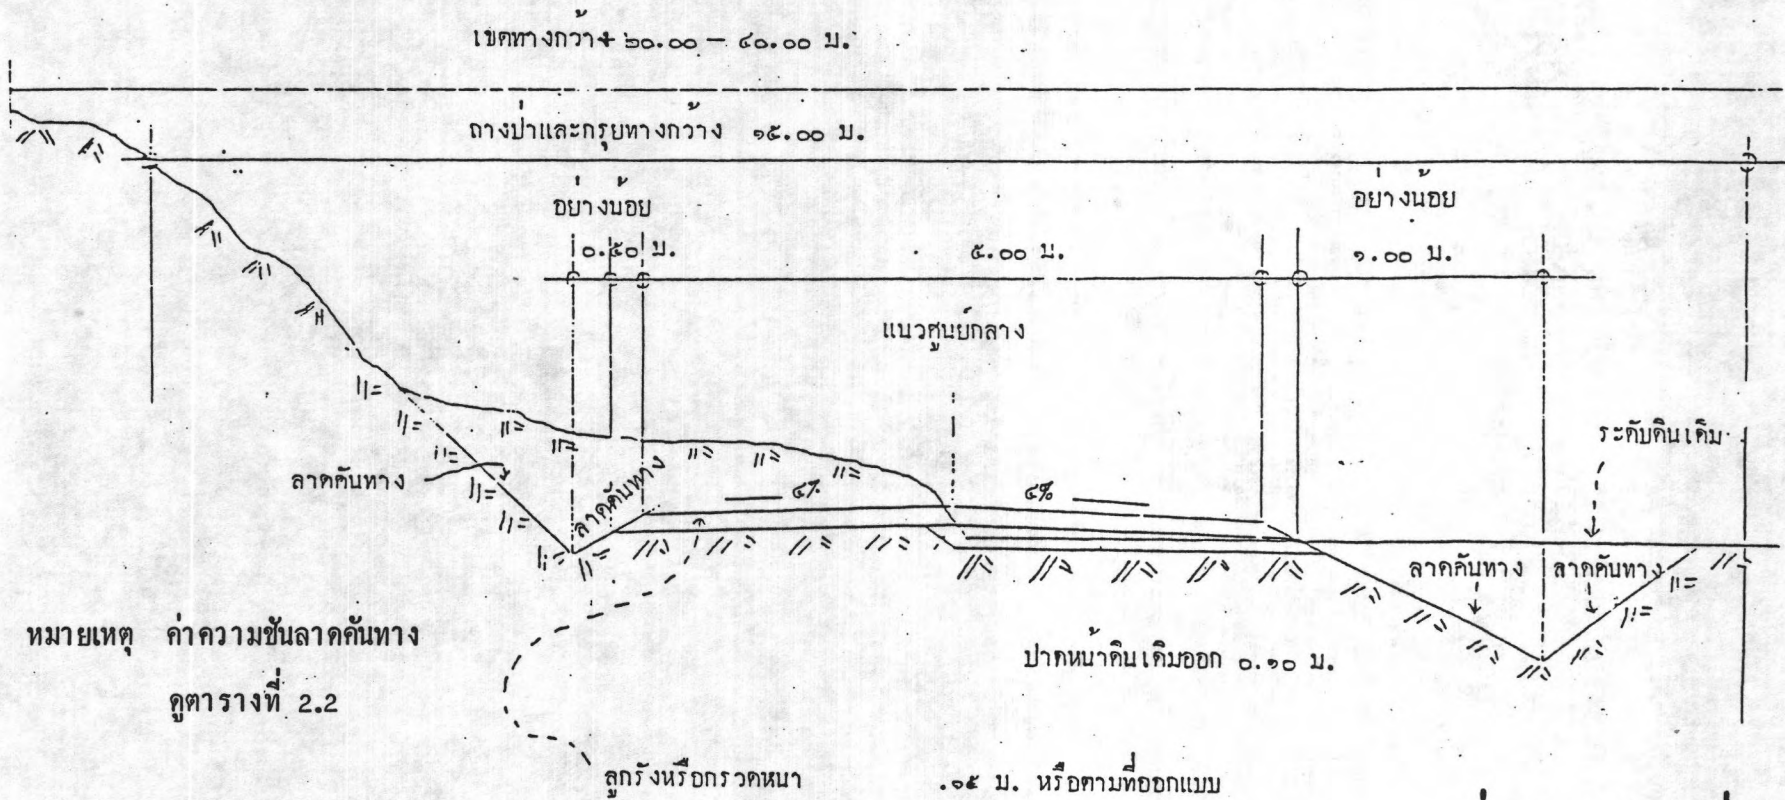 เขตทางกว้าง ๒๐.๐๐ - ๔๐.๐๐ ม.
ถางป่าและกรุยทางกว้าง ๑๕.๐๐ ม.
อย่างน้อย
อย่างน้อย
๐.๕๐ ม.
๕.๐๐ ม.
๑.๐๐ ม.
แนวศูนย์กลาง
ระดับดินเดิม
ลาดคันทาง
ลาดคันทาง
๔%
๔%
ลาดคันทาง
ลาดคันทาง
หมายเหตุ ค่าความชันลาดคันทาง
ปาดหน้าดินเดิมออก ๐.๑๐ ม.
ดูตารางที่ 2.2
ลูกรังหรือกรวดหนา .๑๕ ม. หรือตามที่ออกแบบ